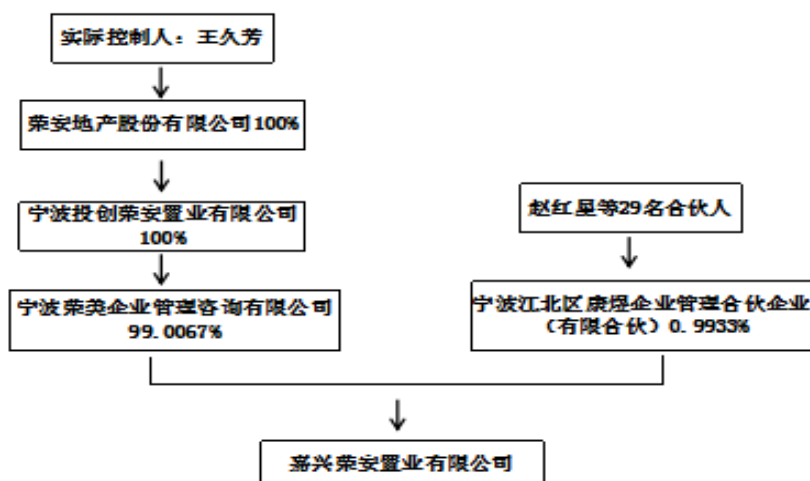 实际控制人：王久芳
荣安地产股份有限公司100%
宁波投创荣安置业有限公司
100%
宁波荣美企业管理咨询有限公司
99.0067%
赵红星等29名合伙人
宁波江北区康煜企业管理合伙企业
（有限合伙）0.9933%
嘉兴荣安置业有限公司